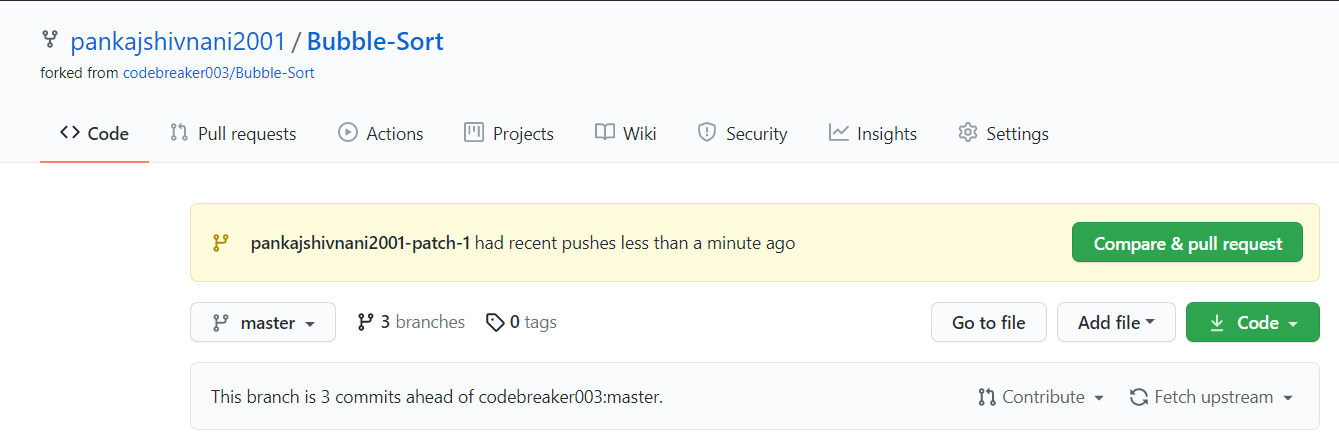 pankajshivnani2001 / Bubble-Sort
forked from codebreaker003/Bubble-Sort
Code Pull requests Actions Projects Wiki Security Insights Settings
pankajshivnani2001-patch-1 had recent pushes less than a minute ago Compare & pull request
master 3 branches 0 tags Go to file Add file Code
This branch is 3 commits ahead of codebreaker003:master. Contribute Fetch upstream